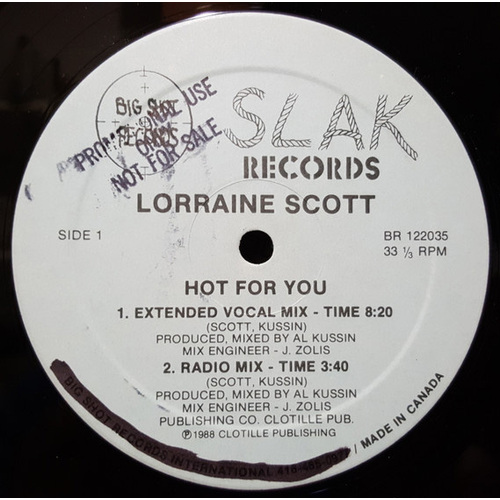 BIG SHOT
RECORDS
PROMOTIONAL USE
ONLY
NOT FOR SALE
SLAK
RECORDS
LORRAINE SCOTT
SIDE 1
BR 122035
33 ⅓ RPM
HOT FOR YOU
1. EXTENDED VOCAL MIX - TIME 8:20
(SCOTT, KUSSIN)
PRODUCED, MIXED BY AL KUSSIN
MIX ENGINEER - J. ZOLIS
2. RADIO MIX - TIME 3:40
(SCOTT, KUSSIN)
PRODUCED, MIXED BY AL KUSSIN
MIX ENGINEER - J. ZOLIS
PUBLISHING CO. CLOTILLE PUB.
℗1988 CLOTILLE PUBLISHING
BIG SHOT RECORDS INTERNATIONAL / MADE IN CANADA